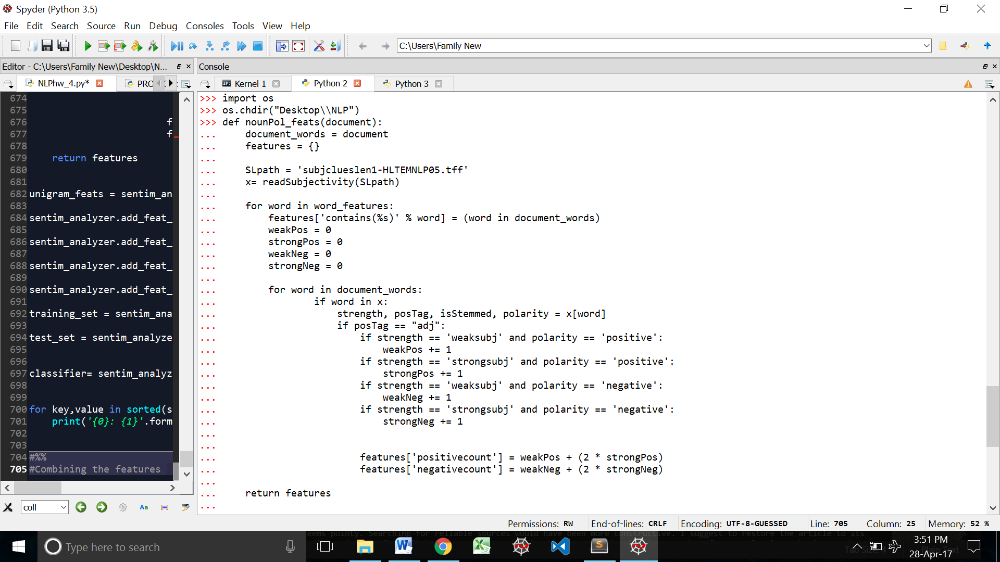 Spyder (Python 3.5)
File Edit Search Source Run Debug Consoles Tools View Help
C:\Users\Family New
Editor - C:\Users\Family New\Desktop\N...
Console
NLPhw_4.py*
PRO
Kernel 1
Python 2
Python 3
674
675
676 f
677 f
678
679 return features
680
681
682 unigram_feats = sentim_an
683
684 sentim_analyzer.add_feat_
685
686 sentim_analyzer.add_feat_
687
688 sentim_analyzer.add_feat_
689
690 sentim_analyzer.add_feat_
691
692 training_set = sentim_ana
693
694 test_set = sentim_analyze
695
696
697 classifier= sentim_analyz
698
699
700 for key,value in sorted(s
701 print('{0}: {1}'.form
702
703
704 #%%
705 #Combining the features
coll
Aa
>>> import os
>>> os.chdir("Desktop\\NLP")
>>> def nounPol_feats(document):
... document_words = document
... features = {}
...
... SLpath = 'subjclueslen1-HLTEMNLP05.tff'
... x= readSubjectivity(SLpath)
...
... for word in word_features:
... features['contains(%s)' % word] = (word in document_words)
... weakPos = 0
... strongPos = 0
... weakNeg = 0
... strongNeg = 0
...
... for word in document_words:
... if word in x:
... strength, posTag, isStemmed, polarity = x[word]
... if posTag == "adj":
... if strength == 'weaksubj' and polarity == 'positive':
... weakPos += 1
... if strength == 'strongsubj' and polarity == 'positive':
... strongPos += 1
... if strength == 'weaksubj' and polarity == 'negative':
... weakNeg += 1
... if strength == 'strongsubj' and polarity == 'negative':
... strongNeg += 1
...
...
... features['positivecount'] = weakPos + (2 * strongPos)
... features['negativecount'] = weakNeg + (2 * strongNeg)
...
... return features
...
Permissions: RW End-of-lines: CRLF Encoding: UTF-8-GUESSED Line: 705 Column: 25 Memory: 52 %
eems pointy. Searching for reliable sources would have been more constructive. I suggest to restore the article to its
Type here to search
3:51 PM
28-Apr-17
Plain Text